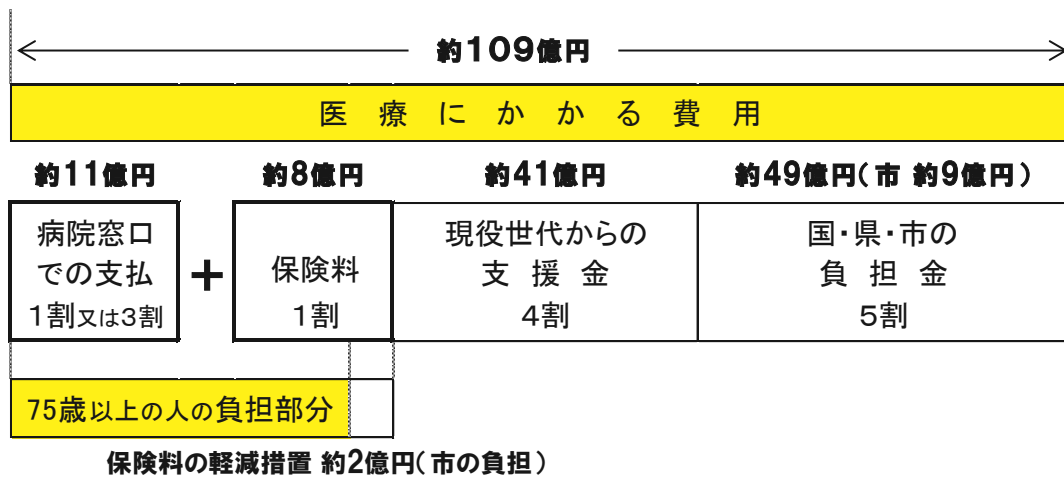 約109億円
医療にかかる費用
約11億円
約8億円
約41億円
約49億円(市 約9億円)
病院窓口
での支払
1割又は3割
+
保険料
1割
現役世代からの
支援金
4割
国・県・市の
負担金
5割
75歳以上の人の負担部分
保険料の軽減措置 約2億円(市の負担)